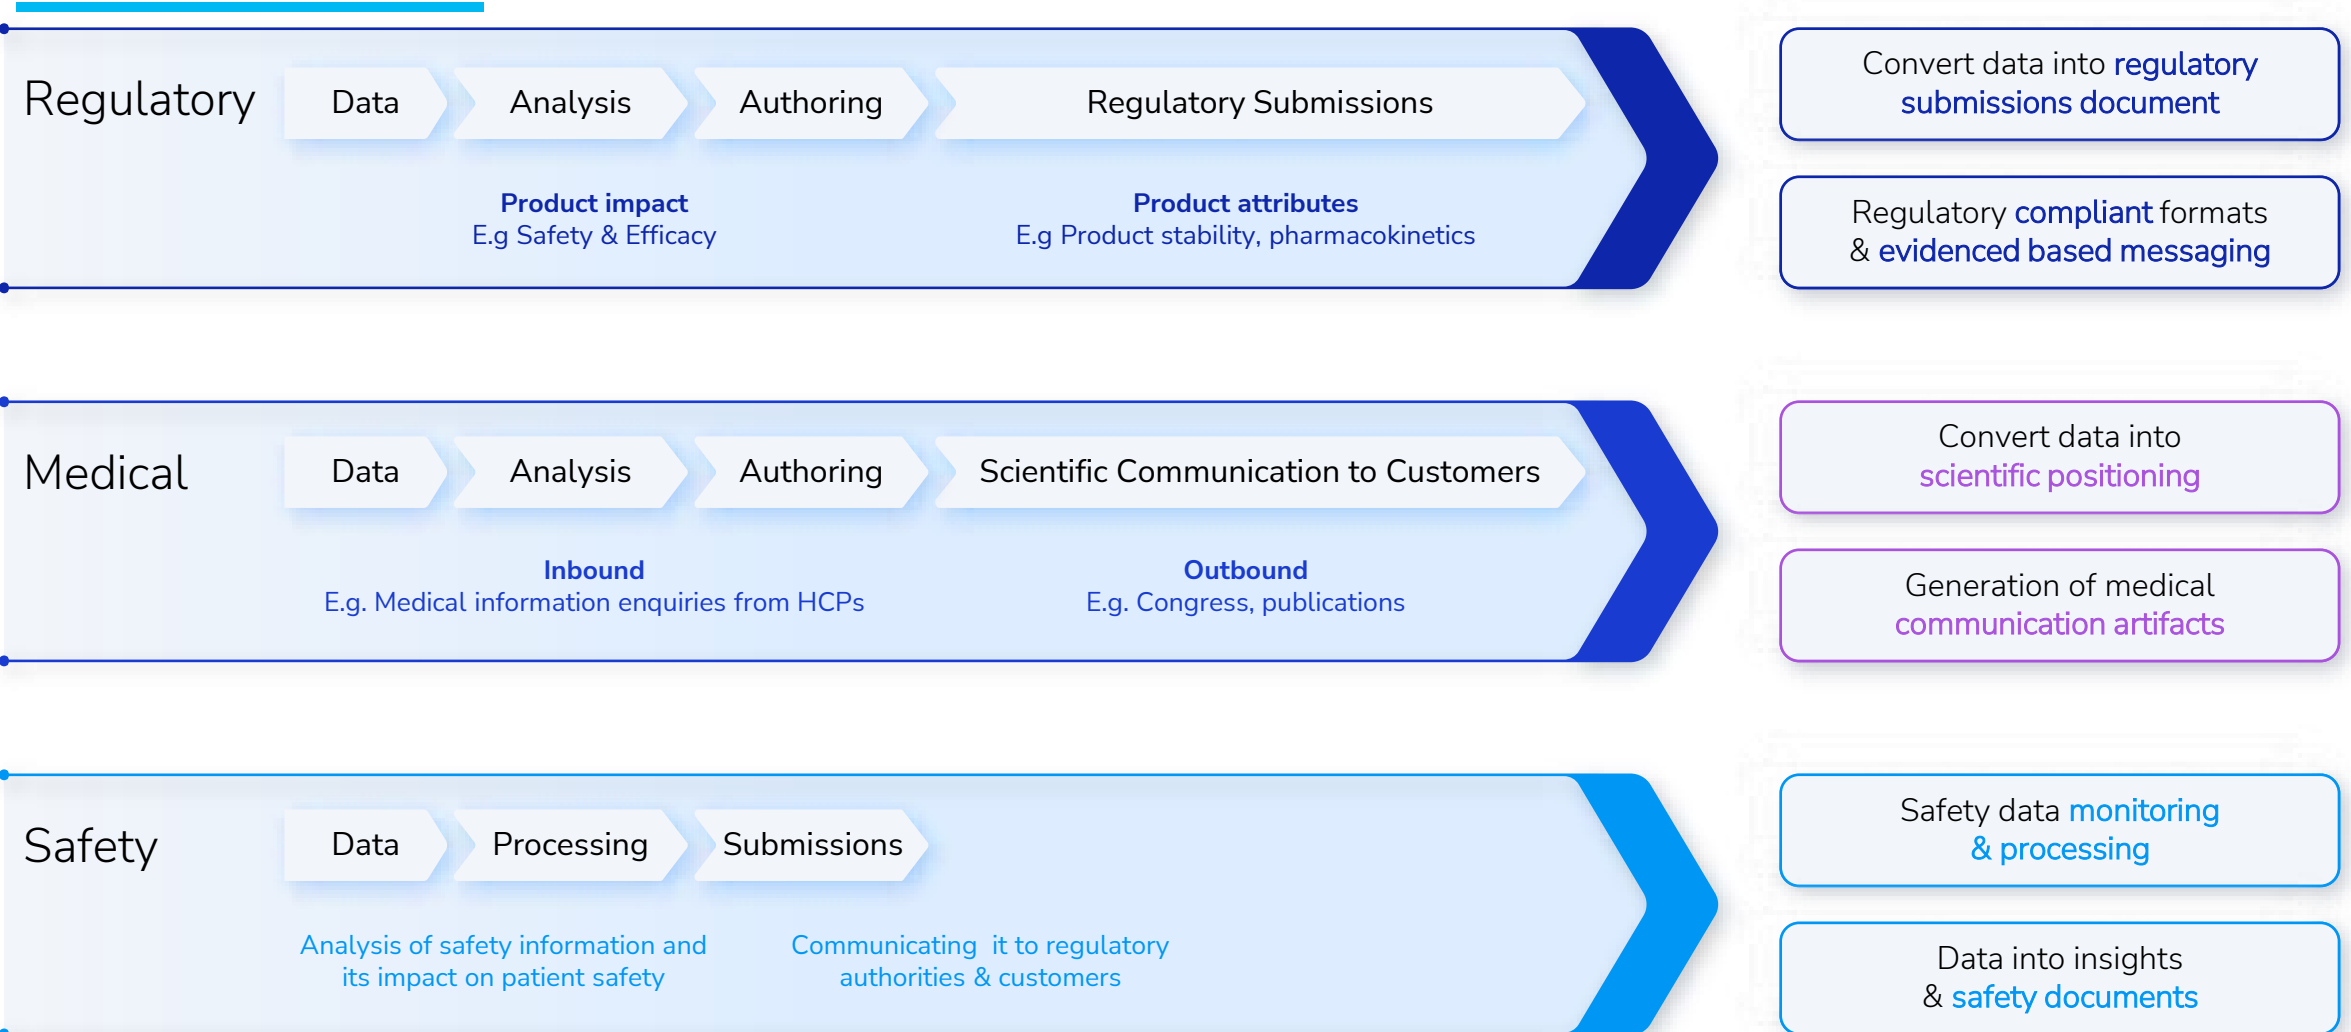 Regulatory
Data
Analysis
Authoring
Regulatory Submissions
Product impact
E.g Safety & Efficacy
Product attributes
E.g Product stability, pharmacokinetics
Convert data into regulatory
submissions document
Regulatory compliant formats
& evidenced based messaging
Medical
Data
Analysis
Authoring
Scientific Communication to Customers
Inbound
E.g. Medical information enquiries from HCPs
Outbound
E.g. Congress, publications
Convert data into
scientific positioning
Generation of medical
communication artifacts
Safety
Data
Processing
Submissions
Analysis of safety information and
its impact on patient safety
Communicating  it to regulatory
authorities & customers
Safety data monitoring
& processing
Data into insights
& safety documents